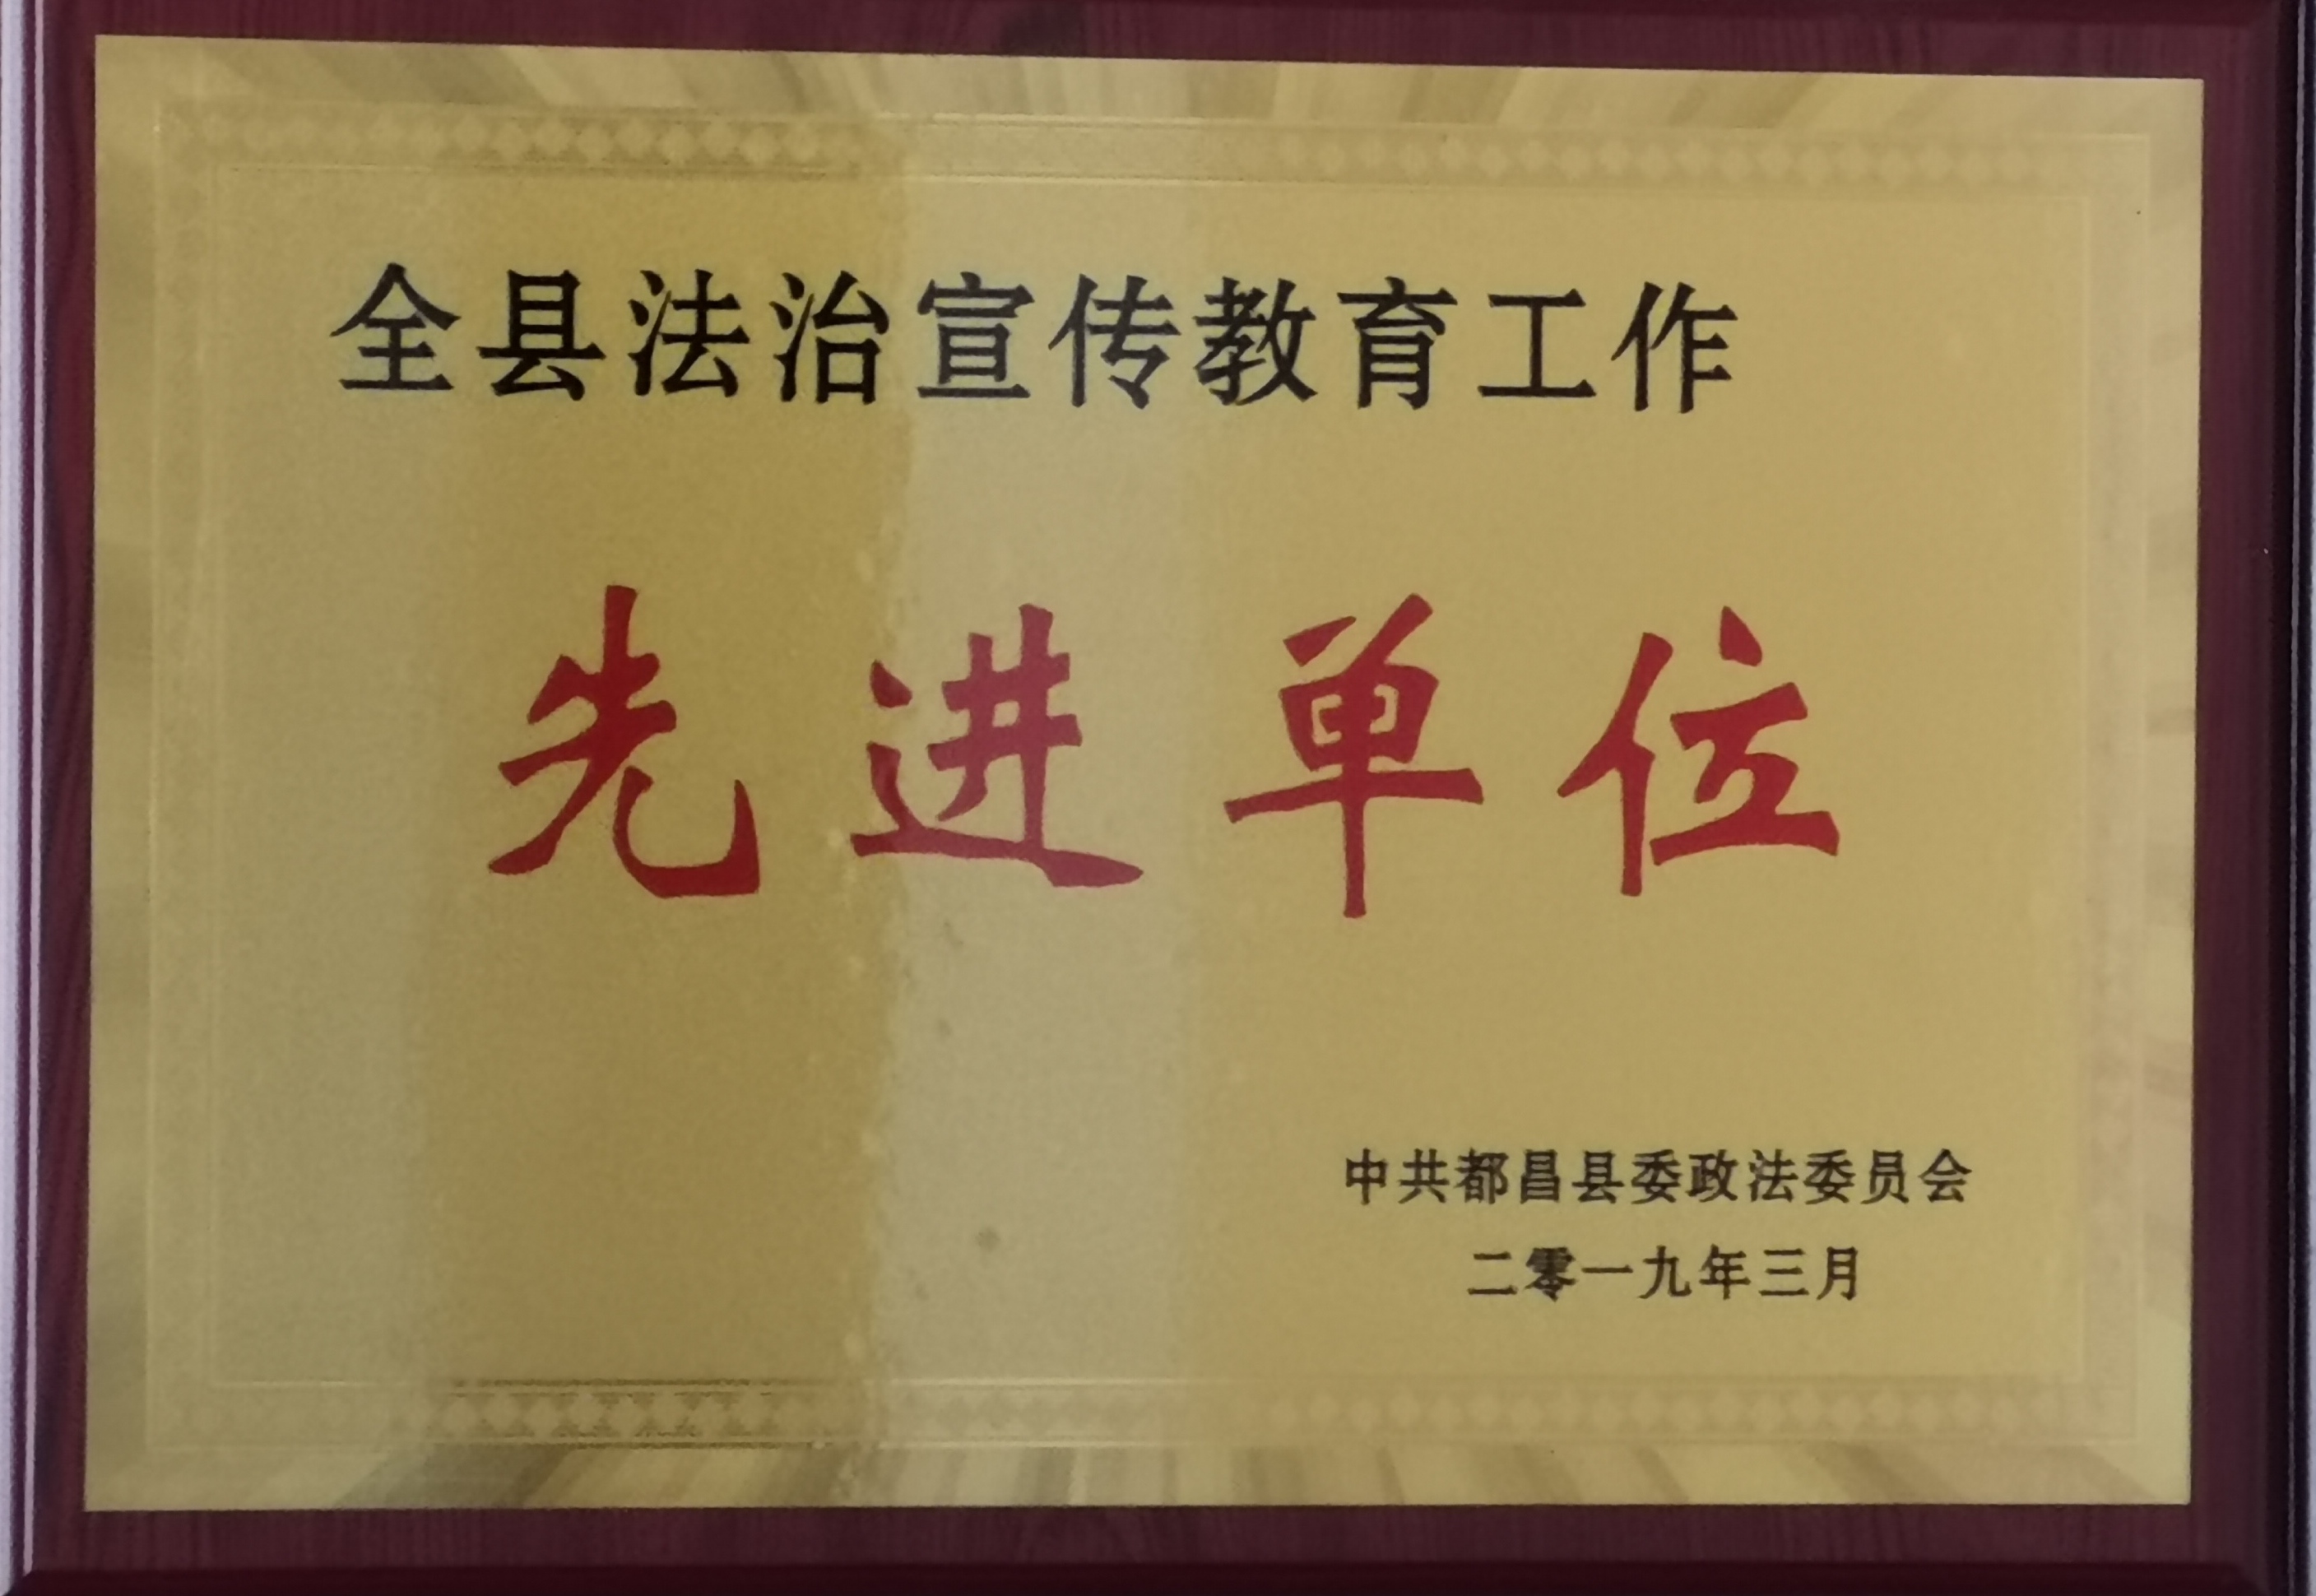 全县法治宣传教育工作
先进单位
中共都昌县委政法委员会
二零一九年三月